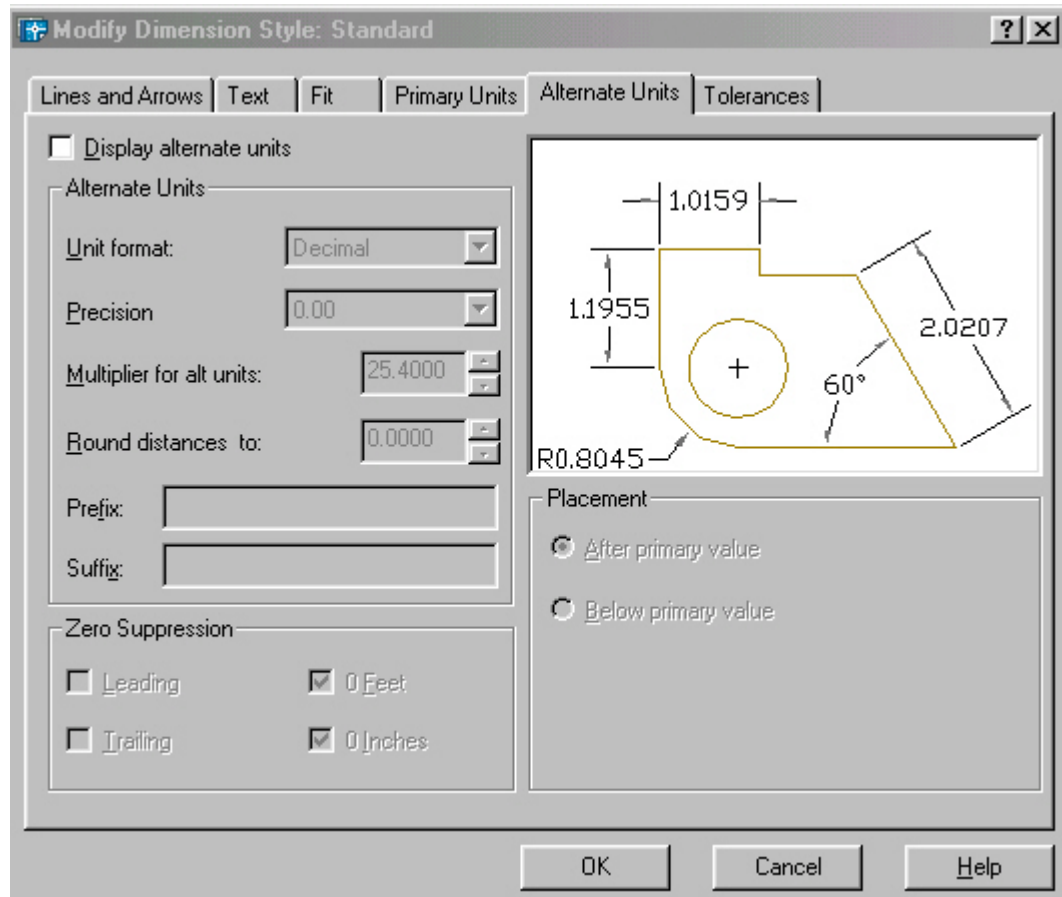 Modify Dimension Style: Standard
? X
Lines and Arrows Text Fit Primary Units Alternate Units Tolerances
Display alternate units
Alternate Units
Unit format: Decimal
Precision 0.00
Multiplier for alt units: 25.4000
Round distances to: 0.0000
Prefix:
Suffix:
Zero Suppression
Leading 0 Feet
Trailing 0 Inches
1.0159
1.1955
2.0207
60°
R0.8045
Placement
After primary value
Below primary value
OK Cancel Help